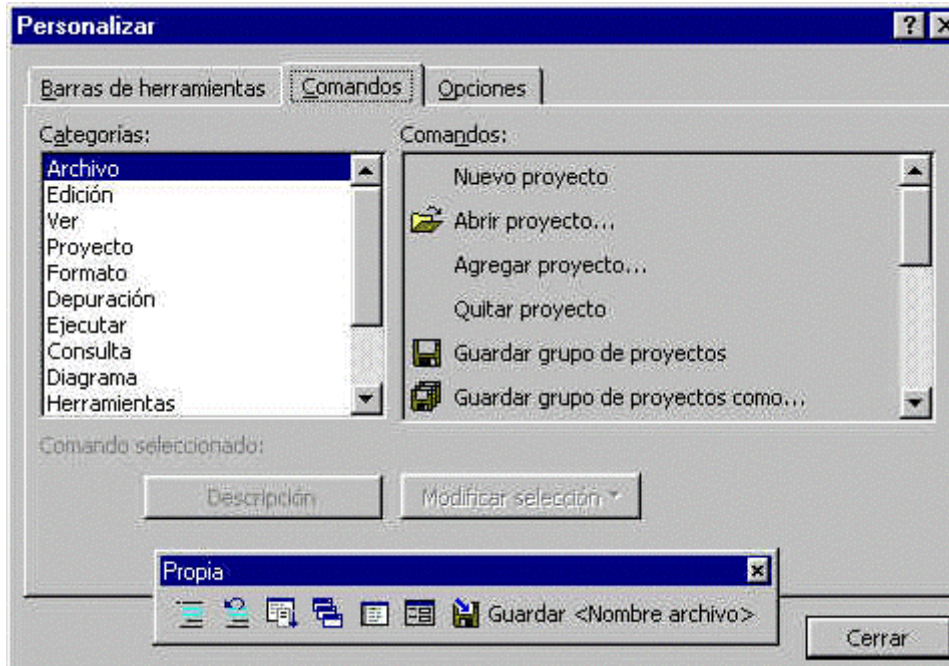 Personalizar
Barras de herramientas
Comandos
Opciones
Categorías:
Archivo
Edición
Ver
Proyecto
Formato
Depuración
Ejecutar
Consulta
Diagrama
Herramientas
Comandos:
Nuevo proyecto
Abrir proyecto...
Agregar proyecto...
Quitar proyecto
Guardar grupo de proyectos
Guardar grupo de proyectos como...
Comando seleccionado:
Descripción
Modificar selección
Propia
Guardar <Nombre archivo>
Cerrar